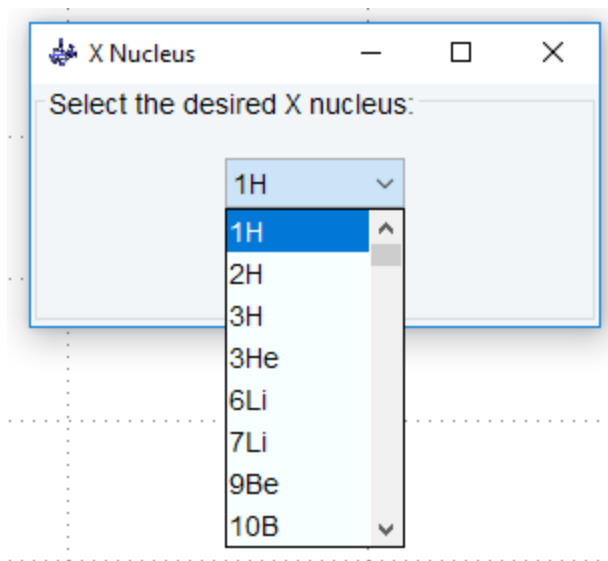 X Nucleus
Select the desired X nucleus:
1H
1H
2H
3H
3He
6Li
7Li
9Be
10B